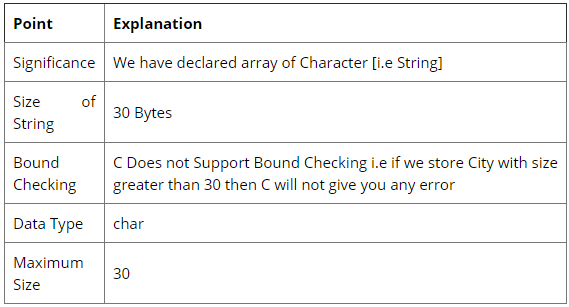 Point Explanation
Significance We have declared array of Character [i.e String]
Size of
String
30 Bytes
Bound
Checking
C Does not Support Bound Checking i.e if we store City with size
greater than 30 then C will not give you any error
Data Type char
Maximum
Size
30